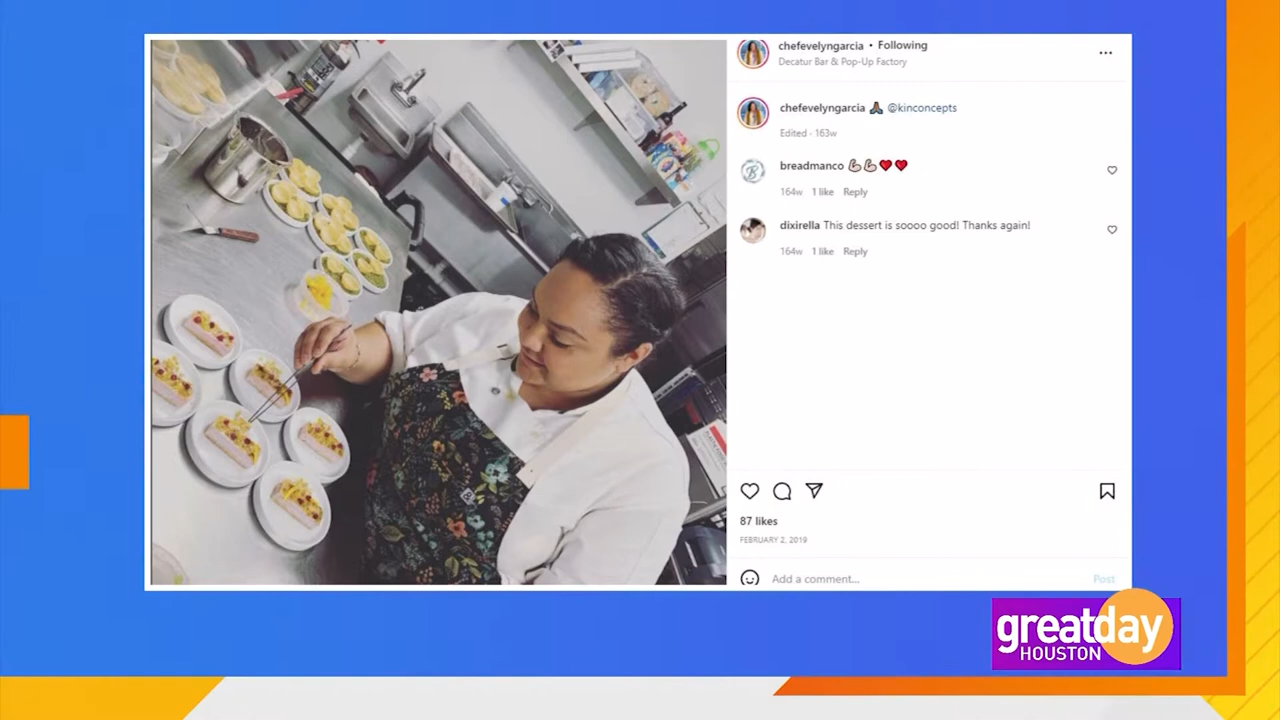 chefevelyngarcia • Following
Decatur Bar & Pop-Up Factory
chefevelyngarcia 🙏🏾 @kinconcepts
Edited · 163w
breadmanco 💪🏻💪🏻❤️❤️
164w 1 like Reply
dixirella This dessert is soooo good! Thanks again!
164w 1 like Reply
87 likes
FEBRUARY 2, 2019
Add a comment... Post
greatday
HOUSTON